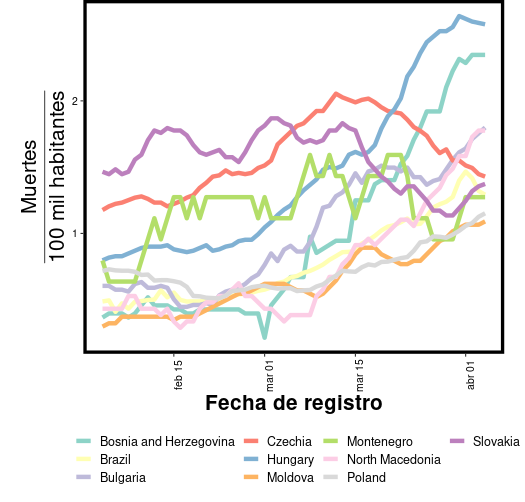 Muertes
100 mil habitantes
2
1
feb 15
mar 01
mar 15
abr 01
Fecha de registro
Bosnia and Herzegovina
Czechia
Montenegro
Slovakia
Brazil
Hungary
North Macedonia
Bulgaria
Moldova
Poland